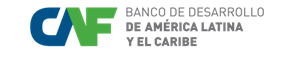 CAF
BANCO DE DESARROLLO
DE AMÉRICA LATINA
Y EL CARIBE